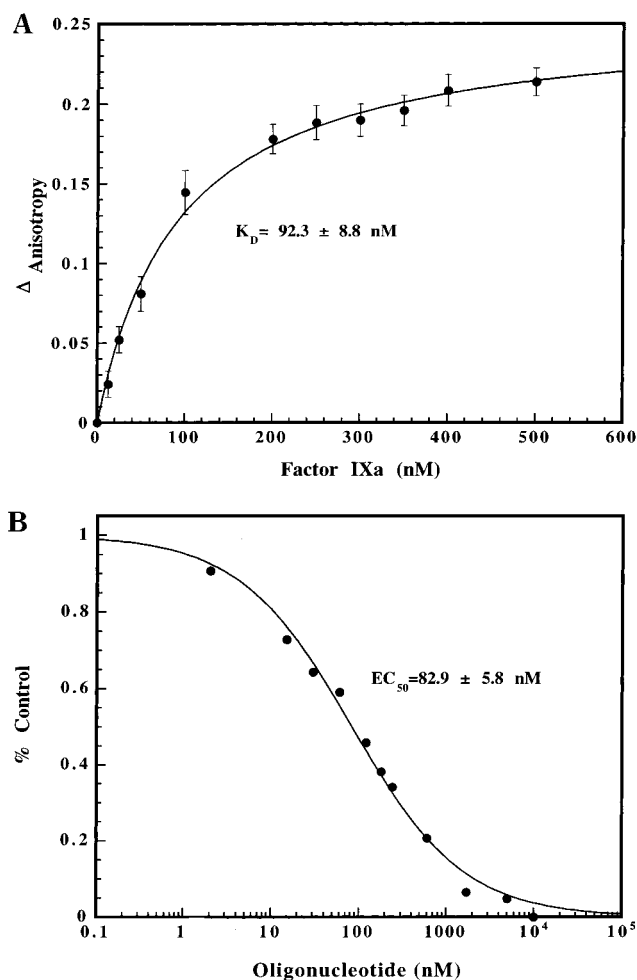 A
0.25
0.2
0.15
0.1
0.05
0
Δ Anisotropy
K_D= 92.3 ± 8.8 nM
0 100 200 300 400 500 600
Factor IXa (nM)
B
1
0.8
0.6
0.4
0.2
0
% Control
EC_50=82.9 ± 5.8 nM
0.1 1 10 100 1000 10^4 10^5
Oligonucleotide (nM)